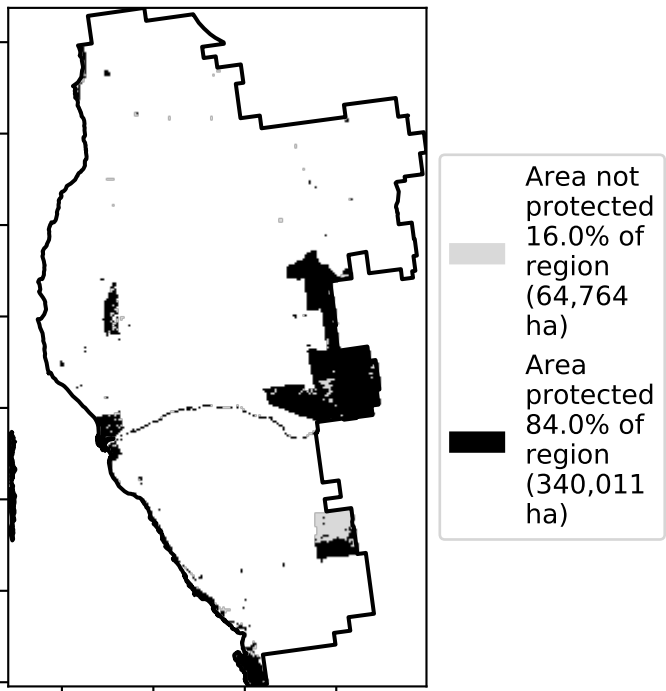 Area not
protected
16.0% of
region
(64,764
ha)
Area
protected
84.0% of
region
(340,011
ha)